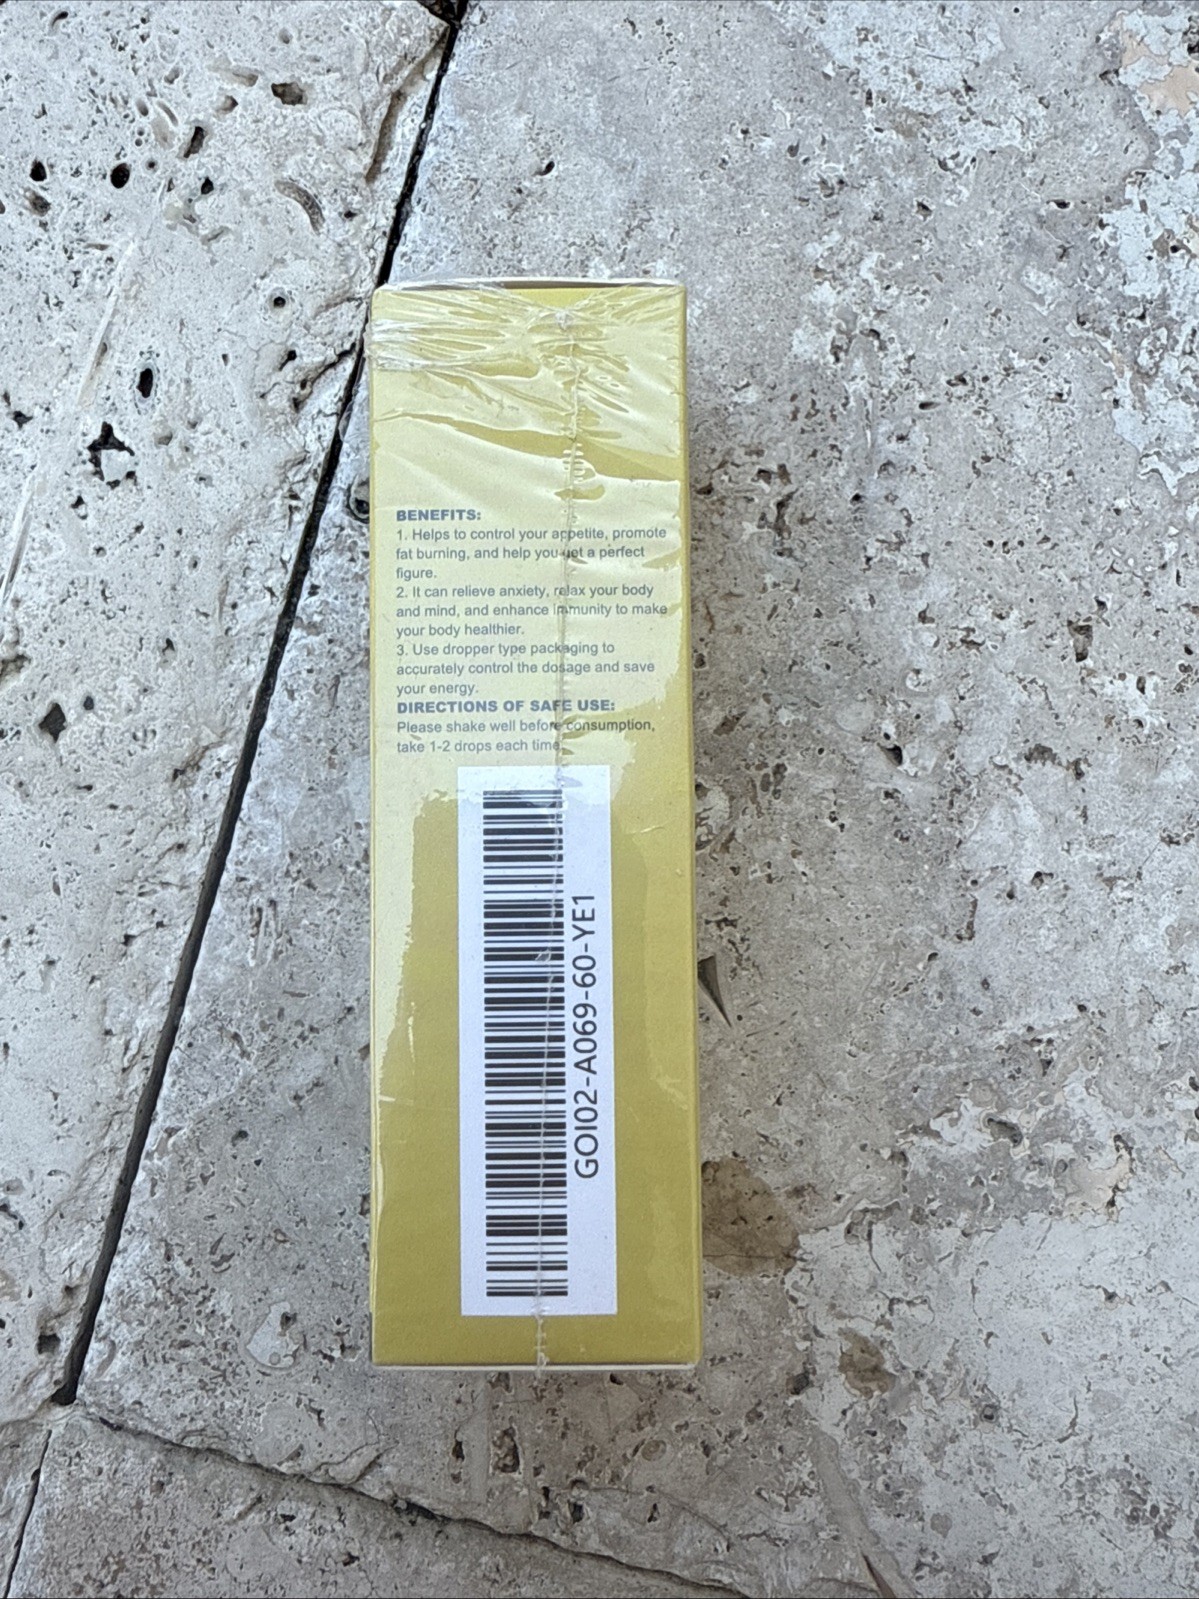 BENEFITS:
1. Helps to control your appetite, promote
fat burning, and help you get a perfect
figure.
2. It can relieve anxiety, relax your body
and mind, and enhance immunity to make
your body healthier.
3. Use dropper type packaging to
accurately control the dosage and save
your energy.
DIRECTIONS OF SAFE USE:
Please shake well before consumption,
take 1-2 drops each time.
GOI02-A069-60-YE1